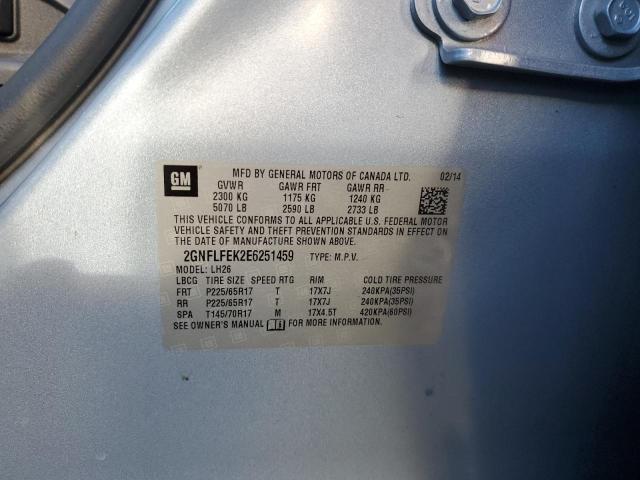 GM
MFD BY GENERAL MOTORS OF CANADA LTD. 02/14
GVWR GAWR FRT GAWR RR
2300 KG 1175 KG 1240 KG
5070 LB 2590 LB 2733 LB
THIS VEHICLE CONFORMS TO ALL APPLICABLE U.S. FEDERAL MOTOR
VEHICLE SAFETY AND THEFT PREVENTION STANDARDS IN EFFECT ON
THE DATE OF MANUFACTURE SHOWN ABOVE.
2GNFLFEK2E6251459 TYPE: M.P.V.
MODEL: LH26
LBCG TIRE SIZE SPEED RTG RIM COLD TIRE PRESSURE
FRT P225/65R17 T 17X7J 240KPA(35PSI)
RR P225/65R17 T 17X7J 240KPA(35PSI)
SPA T145/70R17 M 17X4.5T 420KPA(60PSI)
SEE OWNER'S MANUAL FOR MORE INFORMATION.